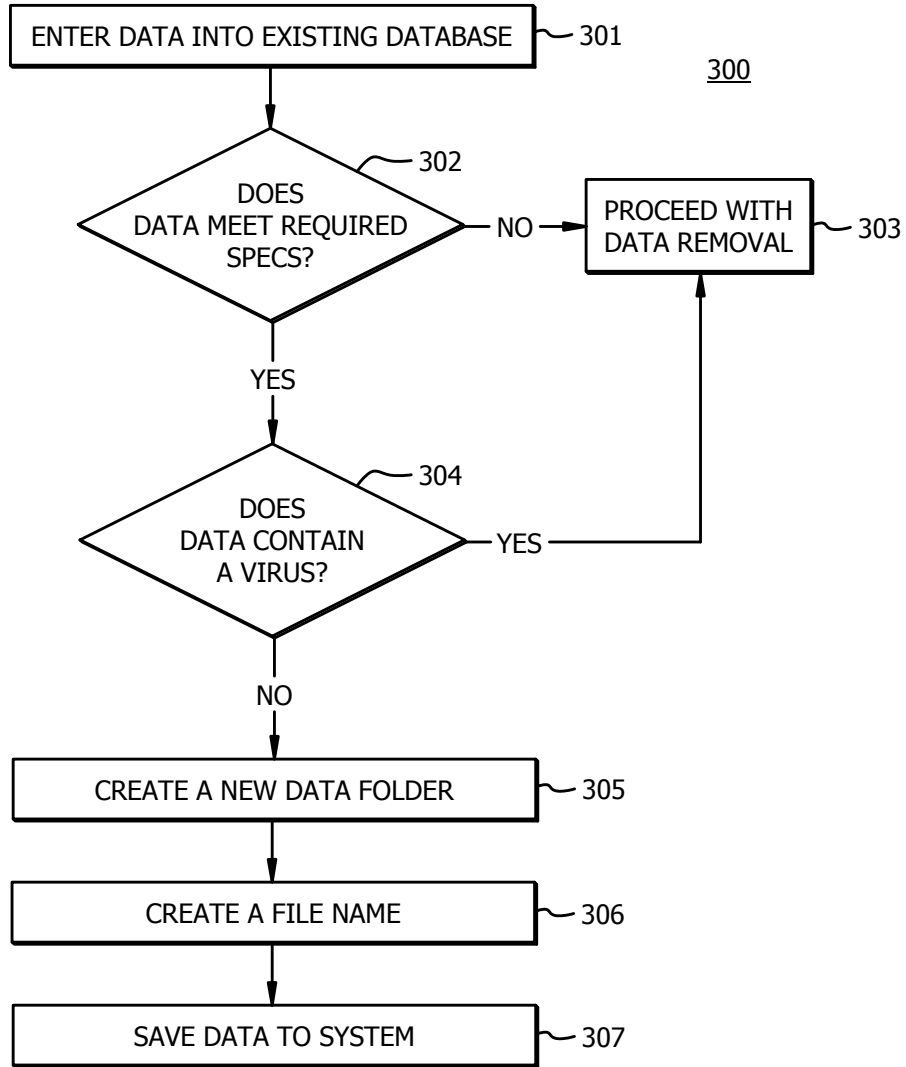 ENTER DATA INTO EXISTING DATABASE
301
300
302
DOES
DATA MEET REQUIRED
SPECS?
NO
PROCEED WITH
DATA REMOVAL
303
YES
304
DOES
DATA CONTAIN
A VIRUS?
YES
NO
CREATE A NEW DATA FOLDER
305
CREATE A FILE NAME
306
SAVE DATA TO SYSTEM
307